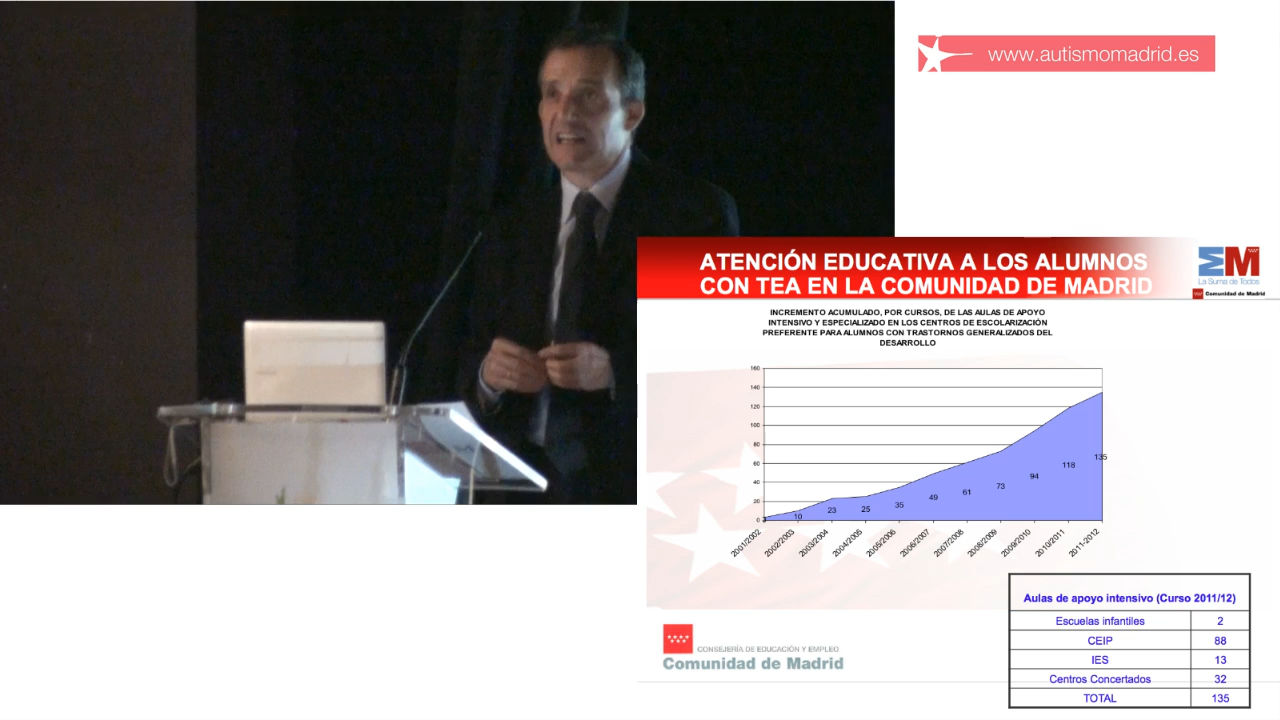 www.autismomadrid.es
ATENCIÓN EDUCATIVA A LOS ALUMNOS
CON TEA EN LA COMUNIDAD DE MADRID
EM
La Suma de Todos
Comunidad de Madrid
INCREMENTO ACUMULADO, POR CURSOS, DE LAS AULAS DE APOYO
INTENSIVO Y ESPECIALIZADO EN LOS CENTROS DE ESCOLARIZACIÓN
PREFERENTE PARA ALUMNOS CON TRASTORNOS GENERALIZADOS DEL
DESARROLLO
160
140
120
100
80
60
40
20
0
3 10 23 25 35 49 61 73 94 118 135
2001/2002 2002/2003 2003/2004 2004/2005 2005/2006 2006/2007 2007/2008 2008/2009 2009/2010 2010/2011 2011-2012
Aulas de apoyo intensivo (Curso 2011/12)
Escuelas infantiles 2
CEIP 88
IES 13
Centros Concertados 32
TOTAL 135
CONSEJERÍA DE EDUCACIÓN Y EMPLEO
Comunidad de Madrid